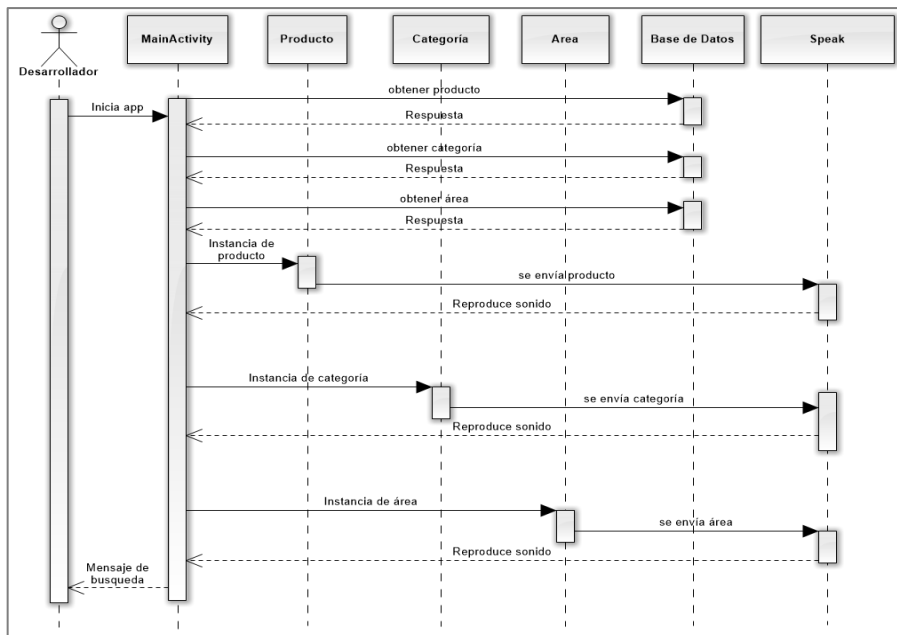 MainActivity
Producto
Categoría
Area
Base de Datos
Speak
Desarrollador
obtener producto
Inicia app
Respuesta
obtener categoría
Respuesta
obtener área
Respuesta
Instancia de
producto
se envía producto
Reproduce sonido
Instancia de categoría
se envía categoría
Reproduce sonido
Instancia de área
se envía área
Reproduce sonido
Mensaje de
busqueda